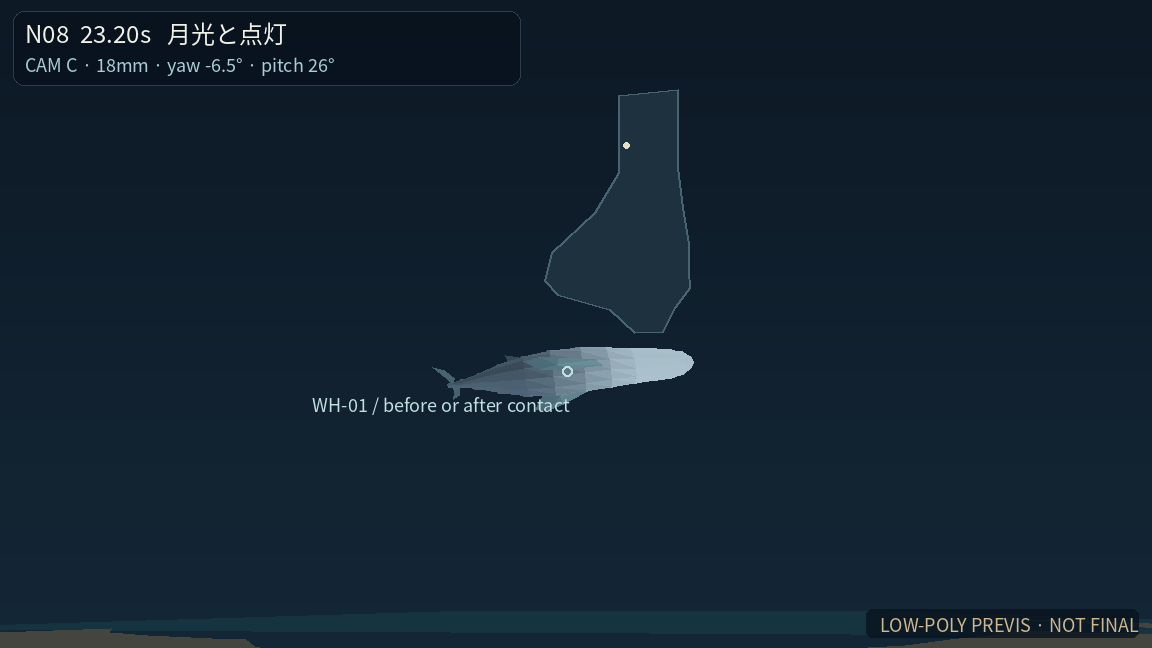 N08 23.20s 月光と点灯
CAM C · 18mm · yaw -6.5° · pitch 26°
WH-01 / before or after contact
LOW-POLY PREVIS · NOT FINAL